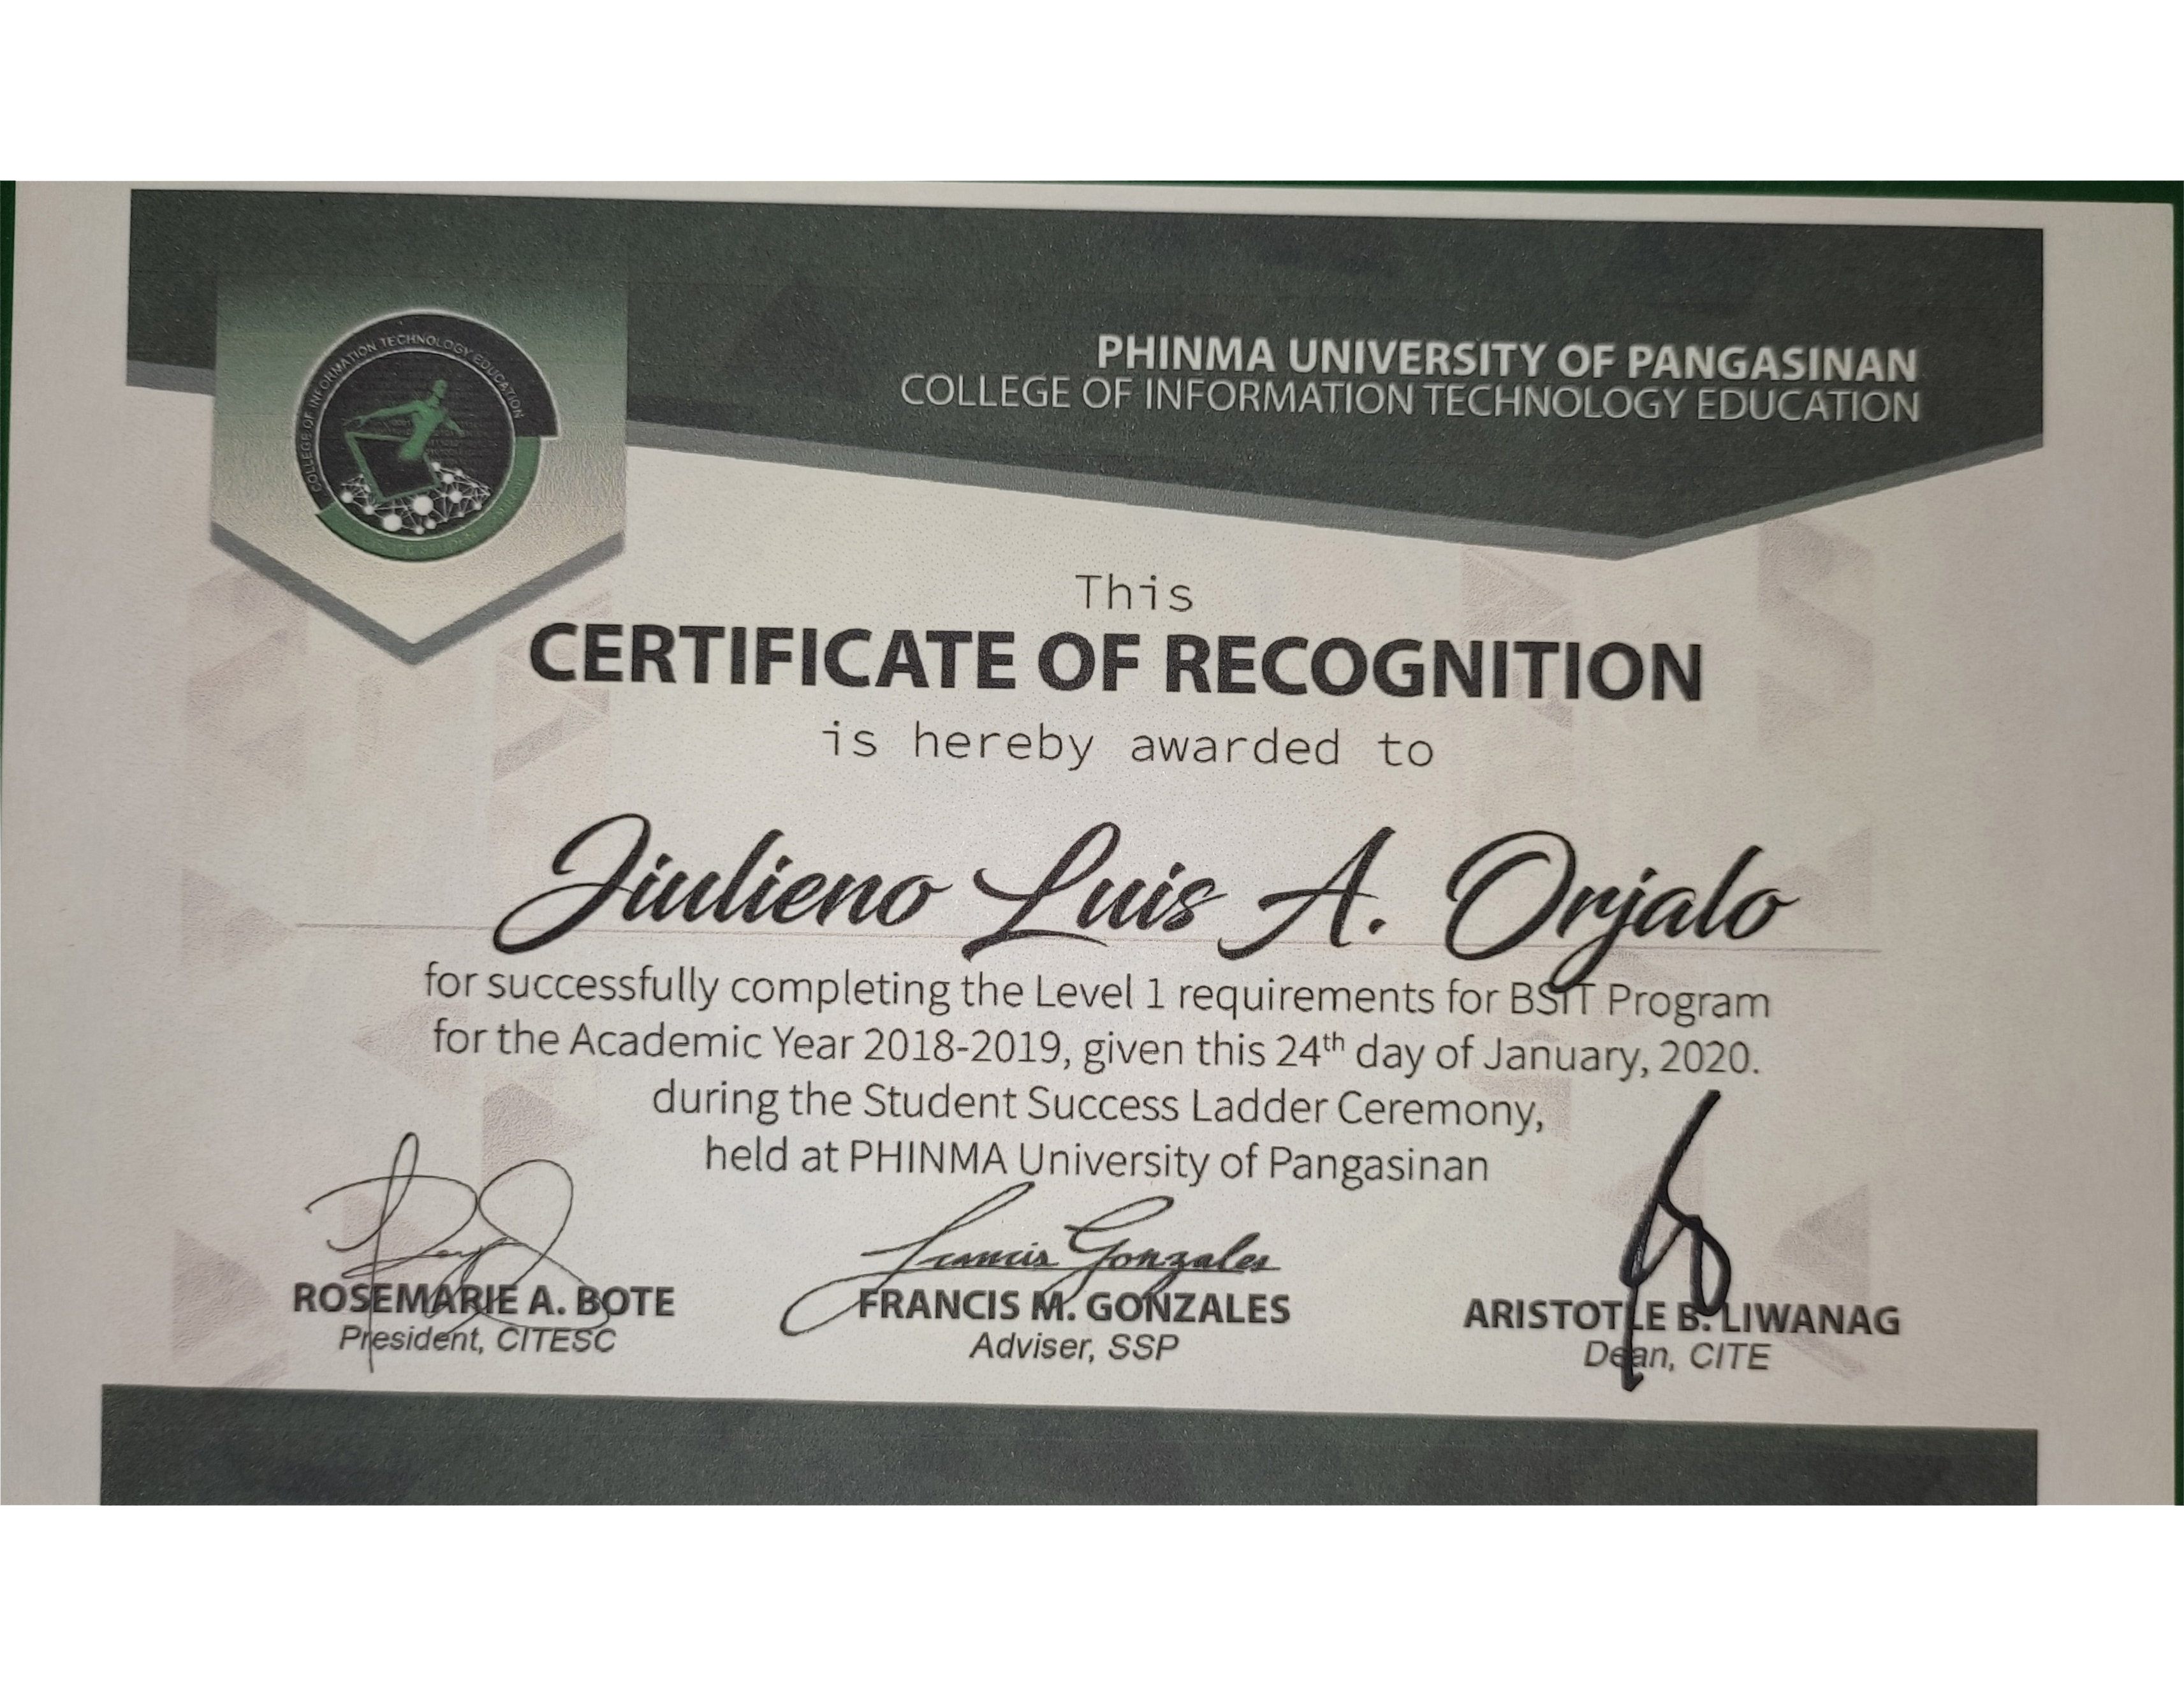 COLLEGE OF INFORMATION TECHNOLOGY EDUCATION
PHINMA UNIVERSITY OF PANGASINAN
COLLEGE OF INFORMATION TECHNOLOGY EDUCATION
This
CERTIFICATE OF RECOGNITION
is hereby awarded to
Jiulieno Luis A. Orjalo
for successfully completing the Level 1 requirements for BSIT Program
for the Academic Year 2018-2019, given this 24th day of January, 2020.
during the Student Success Ladder Ceremony,
held at PHINMA University of Pangasinan
Francis Gonzales
ROSEMARIE A. BOTE
President, CITESC
FRANCIS M. GONZALES
Adviser, SSP
ARISTOTLE B. LIWANAG
Dean, CITE